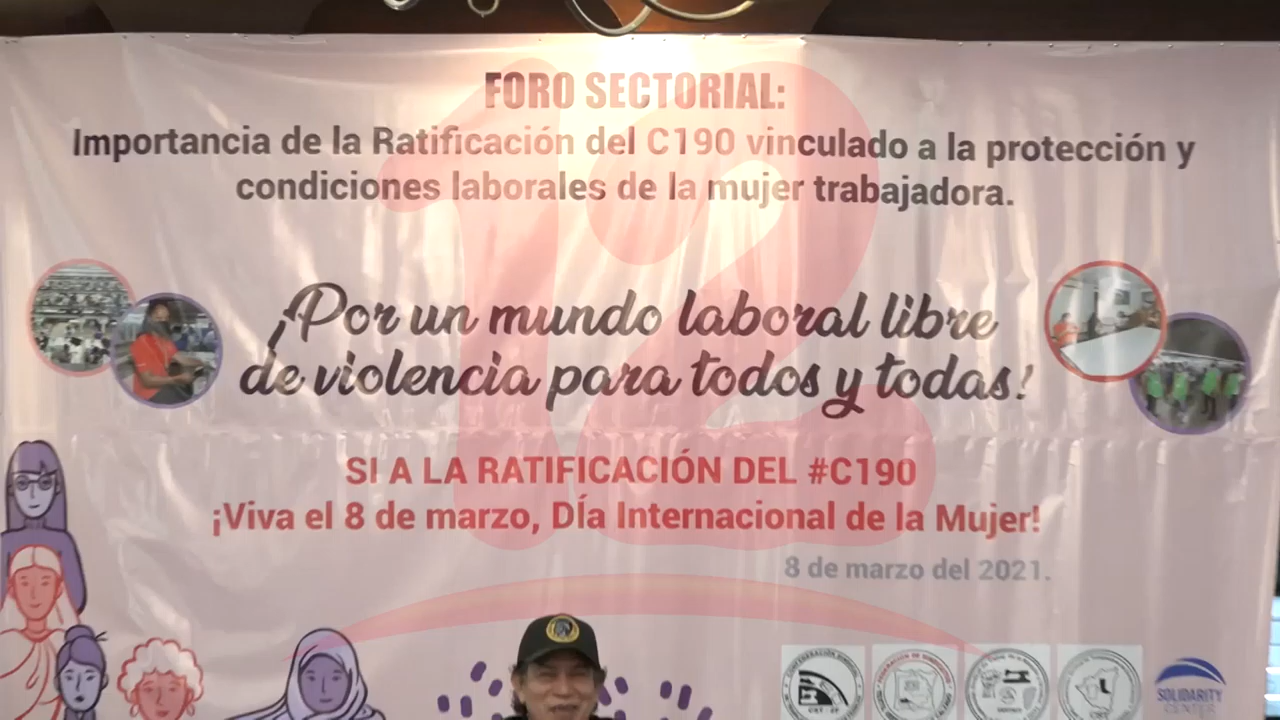 FORO SECTORIAL:
Importancia de la Ratificación del C190 vinculado a la protección y
condiciones laborales de la mujer trabajadora.
¡Por un mundo laboral libre
de violencia para todos y todas!
SI A LA RATIFICACIÓN DEL #C190
¡Viva el 8 de marzo, Día Internacional de la Mujer!
8 de marzo del 2021.
12
SOLIDARITY
CENTER